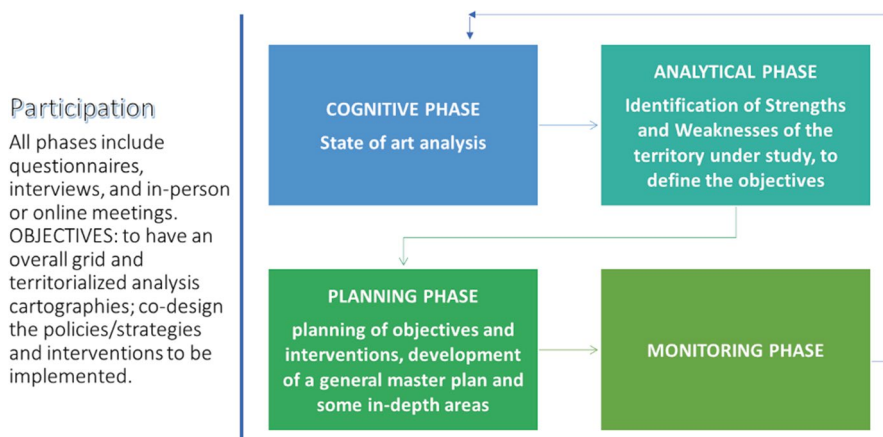 Participation
All phases include
questionnaires,
interviews, and in-person
or online meetings.
OBJECTIVES: to have an
overall grid and
territorialized analysis
cartographies; co-design
the policies/strategies
and interventions to be
implemented.
COGNITIVE PHASE
State of art analysis
ANALYTICAL PHASE
Identification of Strengths
and Weaknesses of the
territory under study, to
define the objectives
PLANNING PHASE
planning of objectives and
interventions, development
of a general master plan and
some in-depth areas
MONITORING PHASE